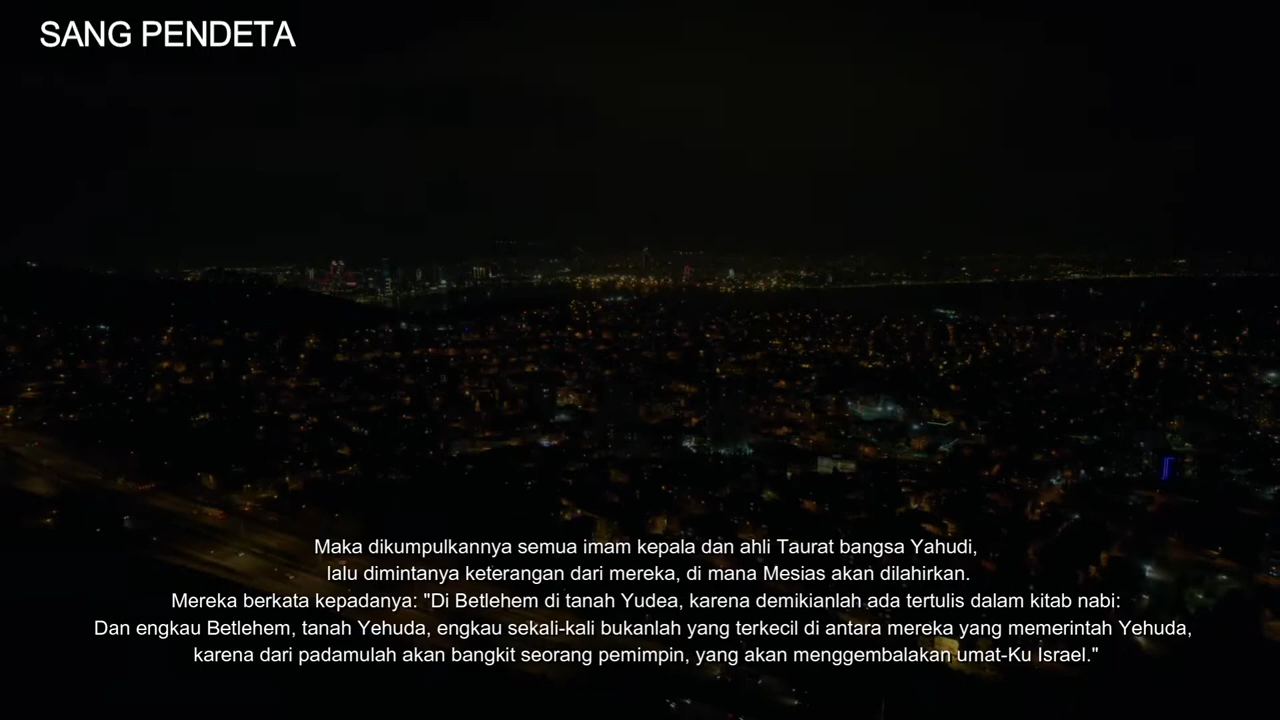 SANG PENDETA
Maka dikumpulkannya semua imam kepala dan ahli Taurat bangsa Yahudi,
lalu dimintanya keterangan dari mereka, di mana Mesias akan dilahirkan.
Mereka berkata kepadanya: "Di Betlehem di tanah Yudea, karena demikianlah ada tertulis dalam kitab nabi:
Dan engkau Betlehem, tanah Yehuda, engkau sekali-kali bukanlah yang terkecil di antara mereka yang memerintah Yehuda,
karena dari padamulah akan bangkit seorang pemimpin, yang akan menggembalakan umat-Ku Israel."